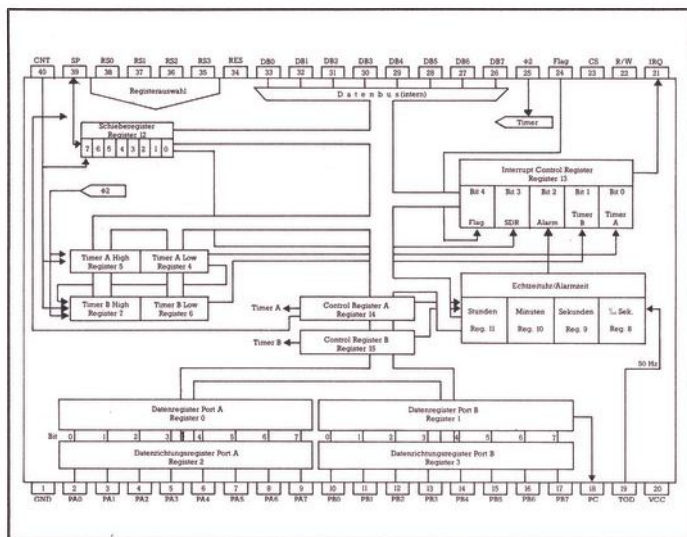 CNT SP RS0 RS1 RS2 RS3 RES DB0 DB1 DB2 DB3 DB4 DB5 DB6 DB7 ϕ2 Flag CS R/W IRQ
40 39 38 37 36 35 34 33 32 31 30 29 28 27 26 25 24 23 22 21
Registerauswahl
Datenbus (intern)
Timer
Schieberegister
Register 12
7 6 5 4 3 2 1 0
ϕ2
Interrupt Control Register
Register 13
Bit 4 Bit 3 Bit 2 Bit 1 Bit 0
Flag SDR Alarm Timer B Timer A
Timer A High
Register 5
Timer A Low
Register 4
Timer B High
Register 7
Timer B Low
Register 6
Timer A
Control Register A
Register 14
Timer B
Control Register B
Register 15
Echtzeituhr/Alarmzeit
Stunden Minuten Sekunden 1/10 Sek.
Reg. 11 Reg. 10 Reg. 9 Reg. 8
50 Hz
Datenregister Port A
Register 0
Datenregister Port B
Register 1
Bit 0 1 2 3 4 5 6 7 0 1 2 3 4 5 6 7
Datenrichtungsregister Port A
Register 2
Datenrichtungsregister Port B
Register 3
1 2 3 4 5 6 7 8 9 10 11 12 13 14 15 16 17 18 19 20
GND PA0 PA1 PA2 PA3 PA4 PA5 PA6 PA7 PB0 PB1 PB2 PB3 PB4 PB5 PB6 PB7 PC TOD VCC